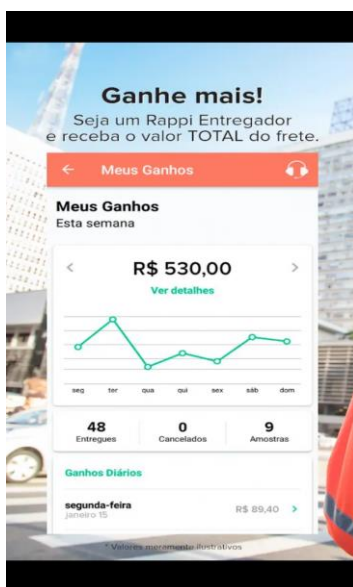 Ganhe mais!
Seja um Rappi Entregador
e receba o valor TOTAL do frete.
Meus Ganhos
Meus Ganhos
Esta semana
< R$ 530,00 >
Ver detalhes
seg ter qua qui sex sáb dom
48 0 9
Entregues Cancelados Amostras
Ganhos Diários
segunda-feira
janeiro 15
R$ 89,40 >
* Valores meramente ilustrativos